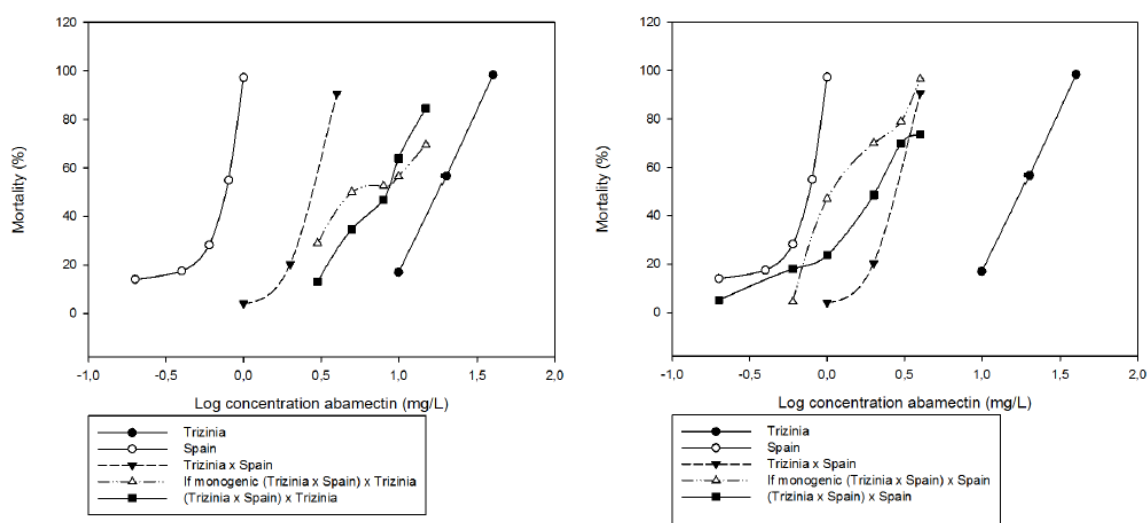 120
100
80
60
40
20
0
Mortality (%)
-1,0 -0,5 0,0 0,5 1,0 1,5 2,0
Log concentration abamectin (mg/L)
Trizinia
Spain
Trizinia x Spain
If monogenic (Trizinia x Spain) x Trizinia
(Trizinia x Spain) x Trizinia
120
100
80
60
40
20
0
Mortality (%)
-1,0 -0,5 0,0 0,5 1,0 1,5 2,0
Log concentration abamectin (mg/L)
Trizinia
Spain
Trizinia x Spain
If monogenic (Trizinia x Spain) x Spain
(Trizinia x Spain) x Spain